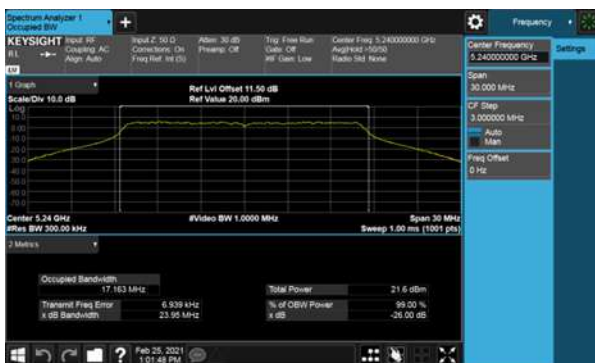 Spectrum Analyzer 1
Occupied BW
+
Frequency
KEYSIGHT
Input: RF
Input Z: 50 Ω
Atten: 30 dB
Trig: Free Run
Center Freq: 5.240000000 GHz
RL
Coupling: AC
Corrections: On
Preamp: Off
Gate: Off
Avg|Hold:>50/50
Align: Auto
Freq Ref: Int (S)
#IF Gain: Low
Radio Std: None
Center Frequency
5.240000000 GHz
Settings
Span
30.000 MHz
CF Step
3.000000 MHz
Auto
Man
Freq Offset
0 Hz
1 Graph
Scale/Div 10.0 dB
Ref Lvl Offset 11.50 dB
Ref Value 20.00 dBm
Log
10.0
0.00
Center 5.24 GHz
#Video BW 1.0000 MHz
Span 30 MHz
#Res BW 300.00 kHz
Sweep 1.00 ms (1001 pts)
2 Metrics
Occupied Bandwidth
17.163 MHz
Total Power
21.6 dBm
Transmit Freq Error
6.939 kHz
% of OBW Power
99.00 %
x dB Bandwidth
23.95 MHz
x dB
-26.00 dB
?
Feb 25, 2021
1:01:48 PM